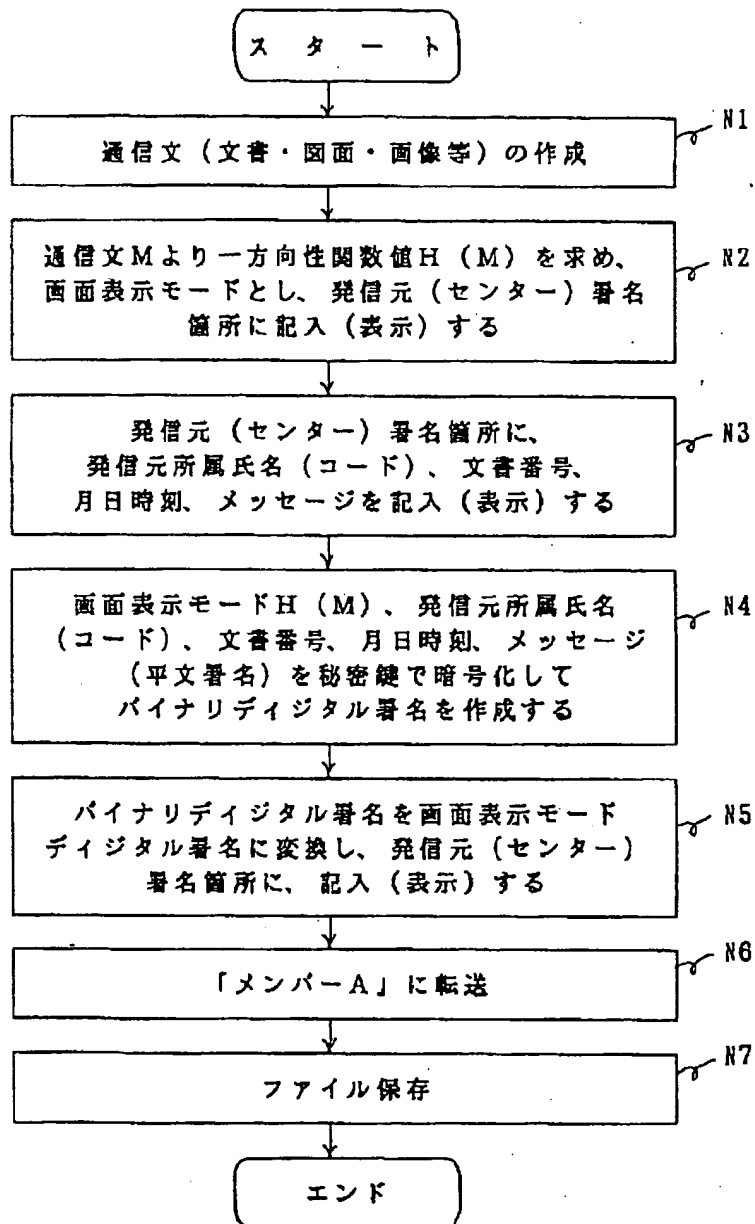 スタート
通信文（文書・図面・画像等）の作成
N1
通信文Mより一方向性関数値H（M）を求め、
画面表示モードとし、発信元（センター）署名
箇所に記入（表示）する
N2
発信元（センター）署名箇所に、
発信元所属氏名（コード）、文書番号、
月日時刻、メッセージを記入（表示）する
N3
画面表示モードH（M）、発信元所属氏名
（コード）、文書番号、月日時刻、メッセージ
（平文署名）を秘密鍵で暗号化して
バイナリディジタル署名を作成する
N4
バイナリディジタル署名を画面表示モード
ディジタル署名に変換し、発信元（センター）
署名箇所に、記入（表示）する
N5
「メンバーA」に転送
N6
ファイル保存
N7
エンド